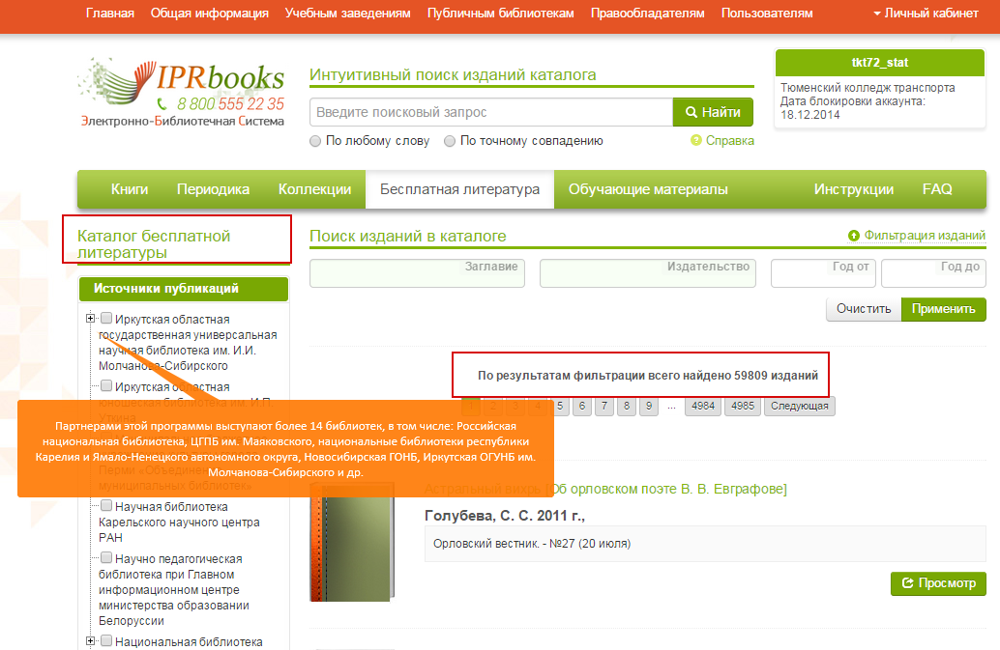 Главная Общая информация Учебным заведениям Публичным библиотекам Правообладателям Пользователям Личный кабинет
IPRbooks
8 800 555 22 35
Электронно-Библиотечная Система
Интуитивный поиск изданий каталога
Введите поисковый запрос Найти
По любому слову По точному совпадению Справка
tkt72_stat
Тюменский колледж транспорта
Дата блокировки аккаунта:
18.12.2014
Книги Периодика Коллекции Бесплатная литература Обучающие материалы Инструкции FAQ
Каталог бесплатной
литературы
Источники публикаций
Иркутская областная
государственная универсальная
научная библиотека им. И.И.
Молчанова-Сибирского
Иркутская областная
юношеская библиотека им. И.П.
Уткина
Партнерами этой программы выступают более 14 библиотек, в том числе: Российская
национальная библиотека, ЦГПБ им. Маяковского, национальные библиотеки республики
Карелия и Ямало-Ненецкого автономного округа, Новосибирская ГОНБ, Иркутская ОГУНБ им.
Молчанова-Сибирского и др.
Перми «Объединение
муниципальных библиотек»
Научная библиотека
Карельского научного центра
РАН
Научно педагогическая
библиотека при Главном
информационном центре
министерства образовании
Белоруссии
Национальная библиотека
Поиск изданий в каталоге Фильтрация изданий
Заглавие Издательство Год от Год до
Очистить Применить
По результатам фильтрации всего найдено 59809 изданий
1 2 3 4 5 6 7 8 9 ... 4984 4985 Следующая
Астральный вихрь [Об орловском поэте В. В. Евграфове]
Голубева, С. С. 2011 г.,
Орловский вестник. - №27 (20 июля)
Просмотр